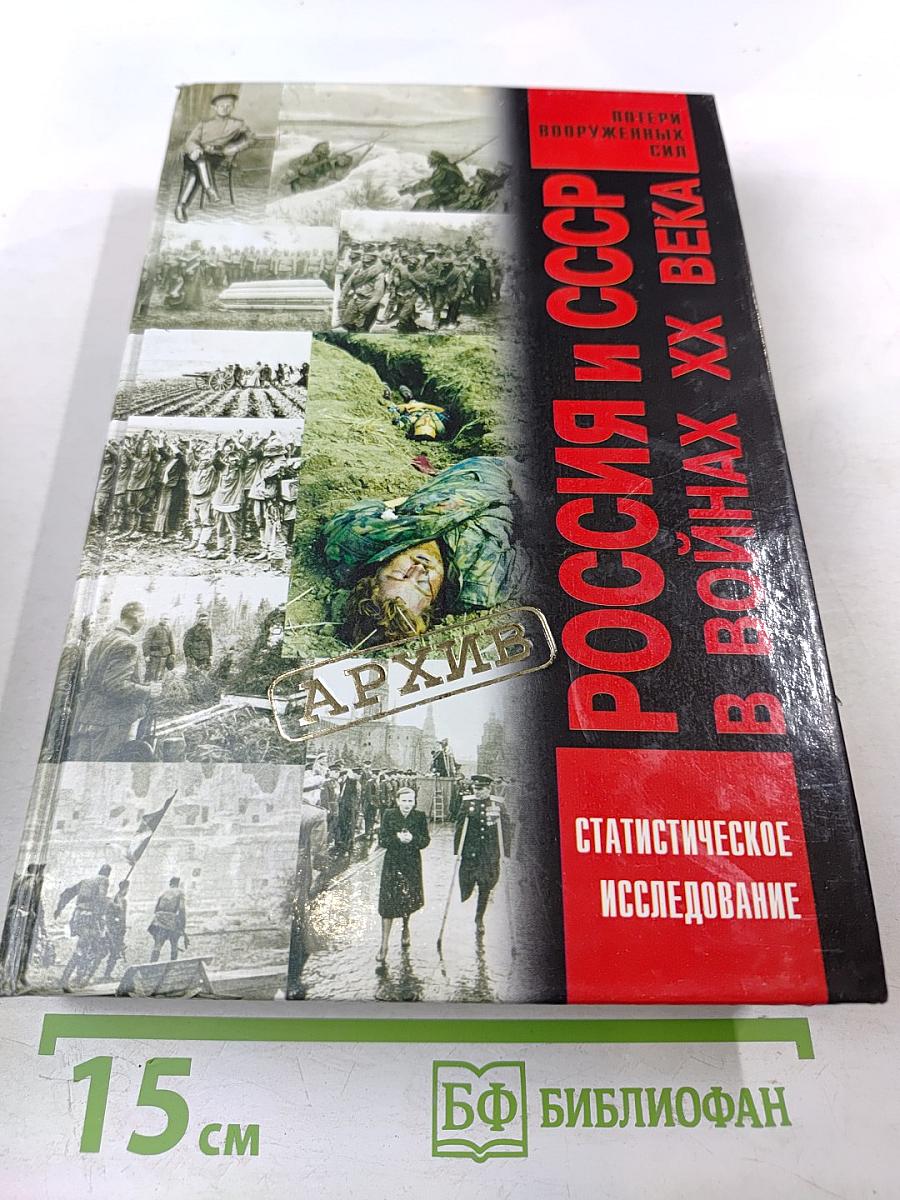 ПОТЕРИ
ВООРУЖЕННЫХ
СИЛ
РОССИЯ и СССР
В ВОЙНАХ XX ВЕКА
АРХИВ
СТАТИСТИЧЕСКОЕ
ИССЛЕДОВАНИЕ
15 см
БФ БИБЛИОФАН